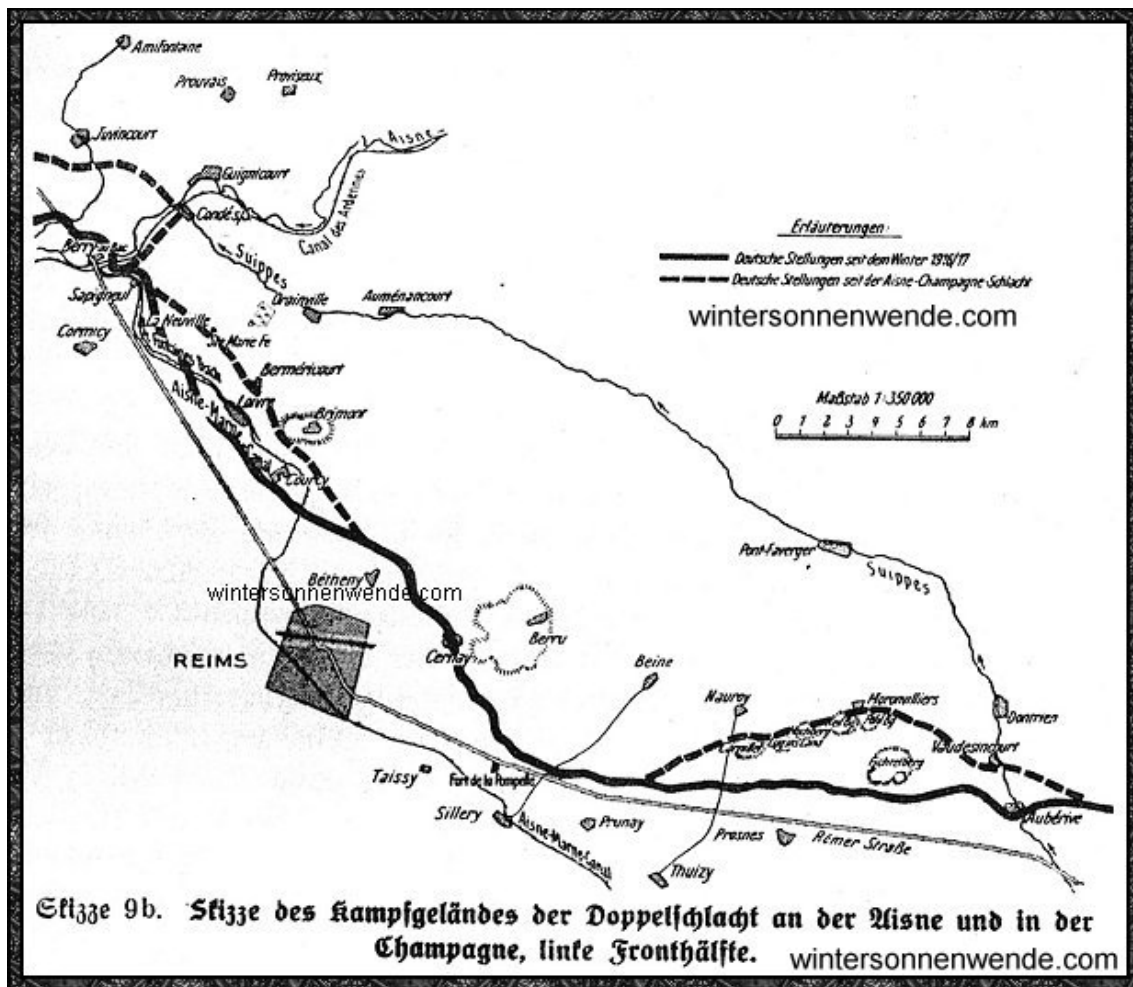 Amifontaine
Prouvais
Proviseux
Juvincourt
Aisne
Guignicourt
Condé s/S
Canal des Ardennes
Suippes
Berry au Bac
Sapigneul
Orainville
Auménancourt
Cormicy
La Neuville
Ste Marie Fe
Berméricourt
Loivre
Brimont
Aisne-Marne-Canal
Courcy
Erläuterungen:
Deutsche Stellungen seit dem Winter 1916/17
Deutsche Stellungen seit der Aisne-Champagne-Schlacht
wintersonnenwende.com
Maßstab 1:350 000
0 1 2 3 4 5 6 7 8 km
Pont-Faverger
Suippes
Bétheny
wintersonnenwende.com
REIMS
Cernay
Berru
Beine
Nauroy
Moronvilliers
Dontrien
Vaudesincourt
Taissy
Fort de la Pompelle
Sillery
Aisne-Marne-Canal
Prunay
Prosnes
Römer Straße
Aubérive
Thuizy
Skizze 9b. Skizze des Kampfgeländes der Doppelschlacht an der Aisne und in der
Champagne, linke Fronthälfte.
wintersonnenwende.com